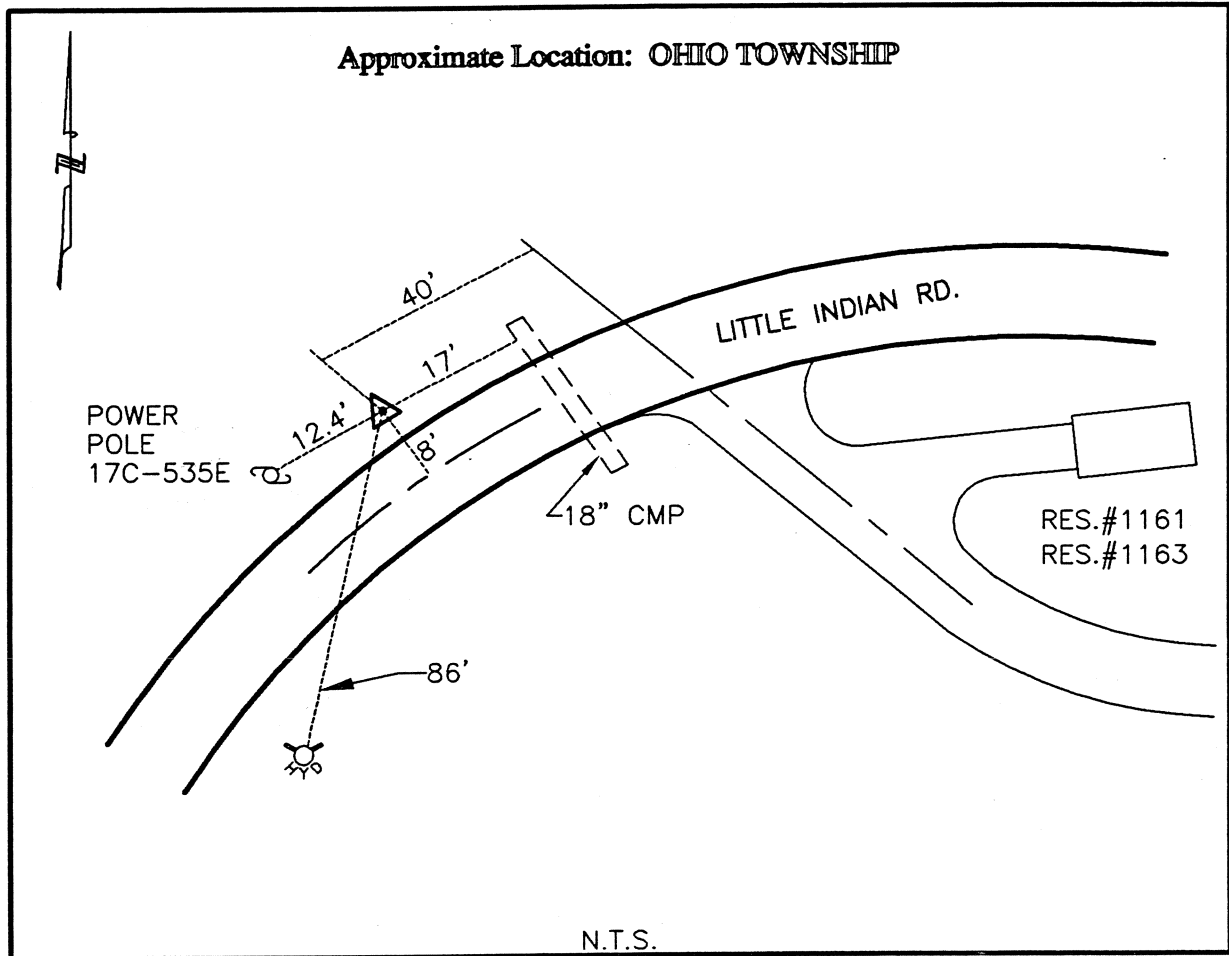 Approximate Location: OHIO TOWNSHIP
N
40'
LITTLE INDIAN RD.
17'
12.4'
8'
POWER
POLE
17C-535E
18" CMP
RES.#1161
RES.#1163
86'
HYD
N.T.S.